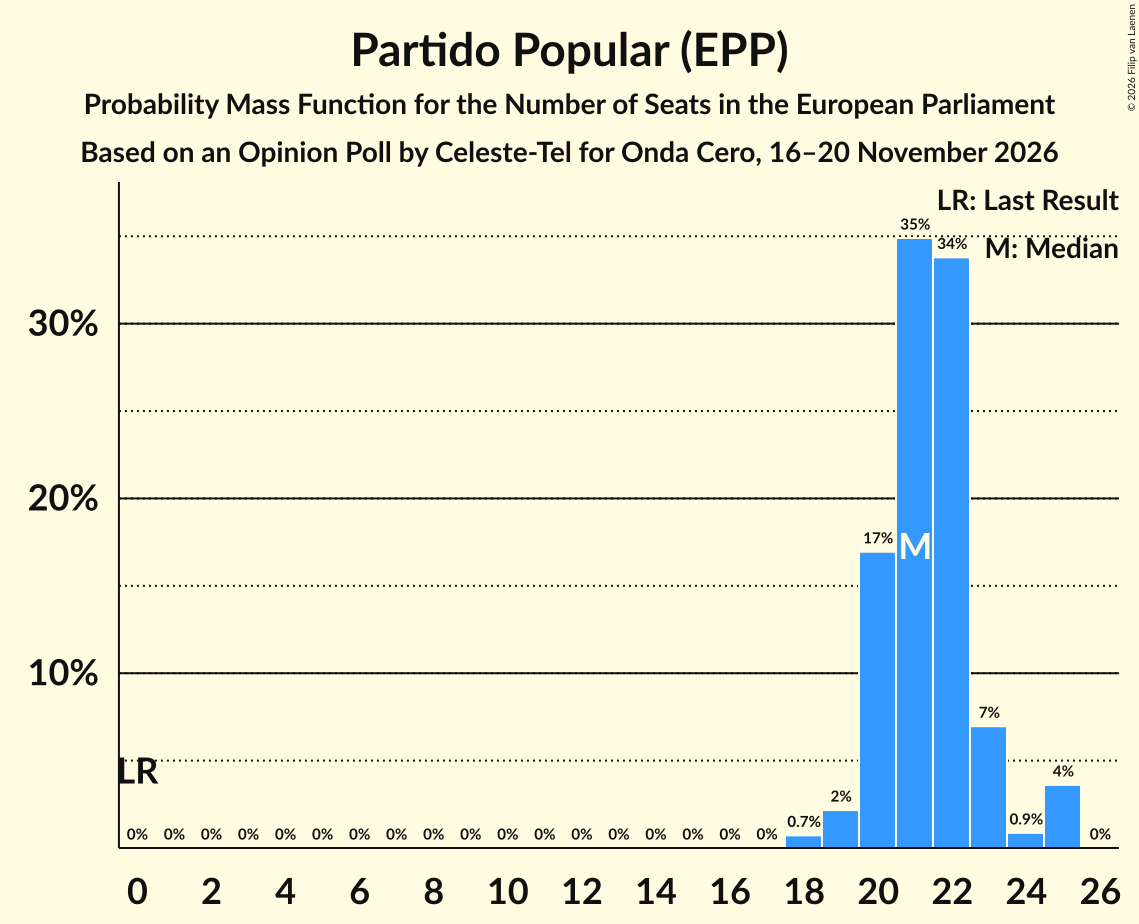 Partido Popular (EPP)
Probability Mass Function for the Number of Seats in the European Parliament
Based on an Opinion Poll by Celeste-Tel for Onda Cero, 16–20 November 2026
© 2026 Filip van Laenen
LR: Last Result
M: Median
35%
34%
30%
20%
17%
M
10%
7%
LR
4%
2%
0.7%
0.9%
0% 0% 0% 0% 0% 0% 0% 0% 0% 0% 0% 0% 0% 0% 0% 0% 0% 0% 0%
0 2 4 6 8 10 12 14 16 18 20 22 24 26